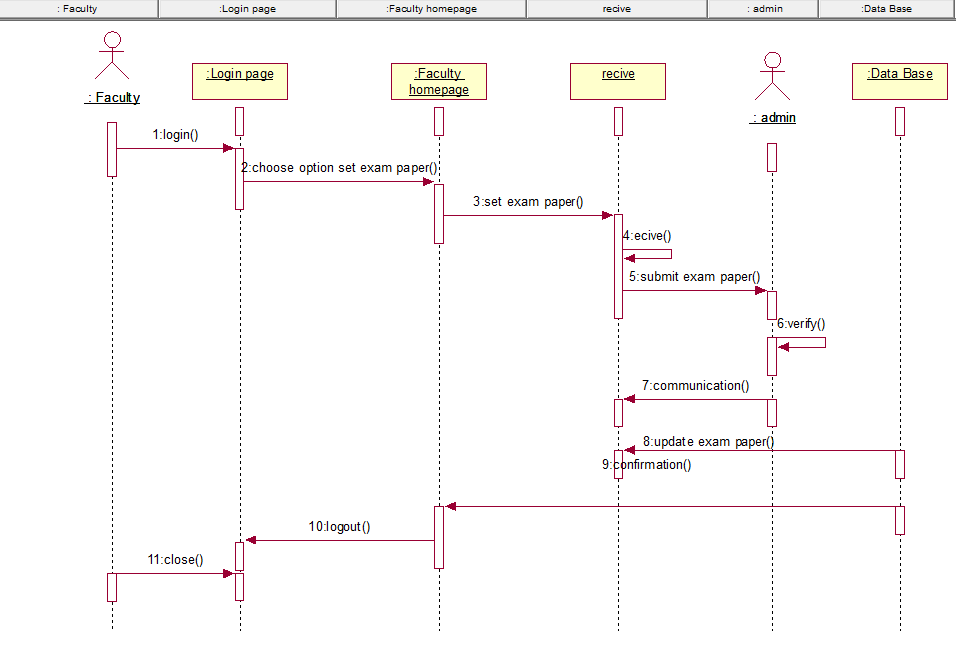 : Faculty
:Login page
:Faculty homepage
recive
: admin
:Data Base
: Faculty
:Login page
:Faculty
homepage
recive
: admin
:Data Base
1:login()
2:choose option set exam paper()
3:set exam paper()
4:ecive()
5:submit exam paper()
6:verify()
7:communication()
8:update exam paper()
9:confirmation()
10:logout()
11:close()